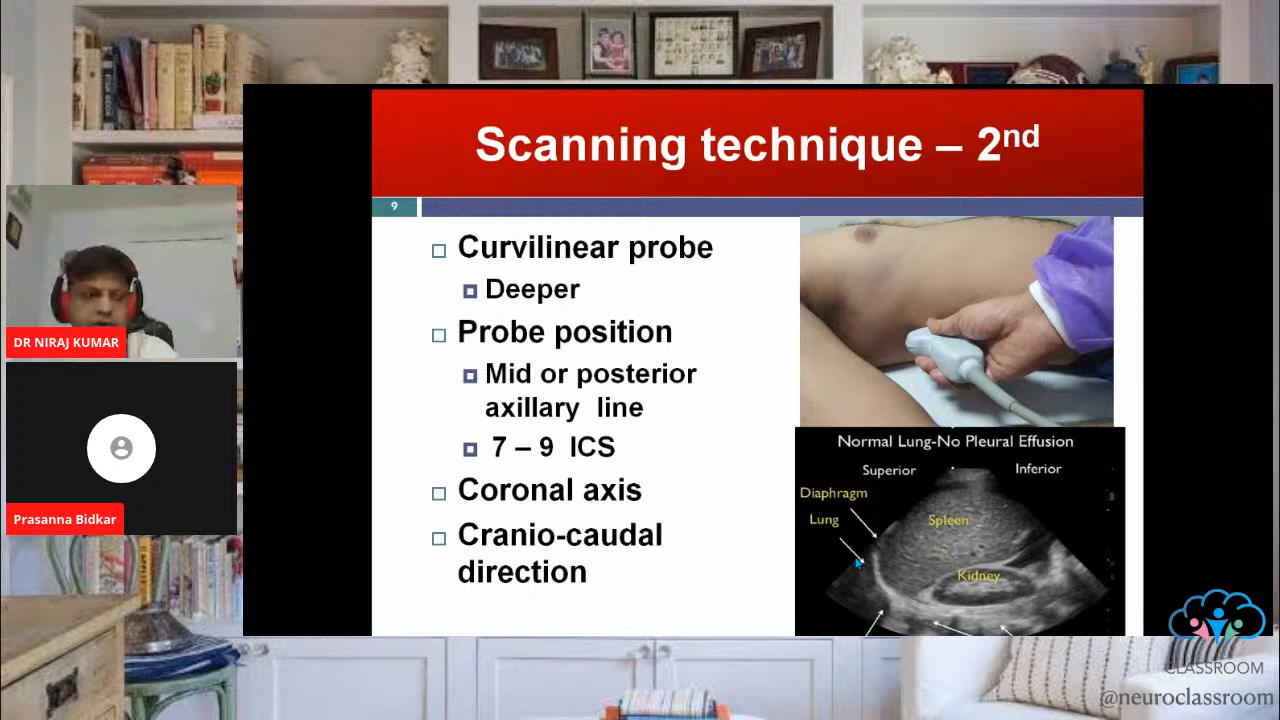 Scanning technique – 2nd
9
Curvilinear probe
Deeper
Probe position
Mid or posterior
axillary line
7 – 9 ICS
Coronal axis
Cranio-caudal
direction
Normal Lung-No Pleural Effusion
Superior
Inferior
Diaphragm
Lung
Spleen
Kidney
DR NIRAJ KUMAR
Prasanna Bidkar
CLASSROOM
@neuroclassroom